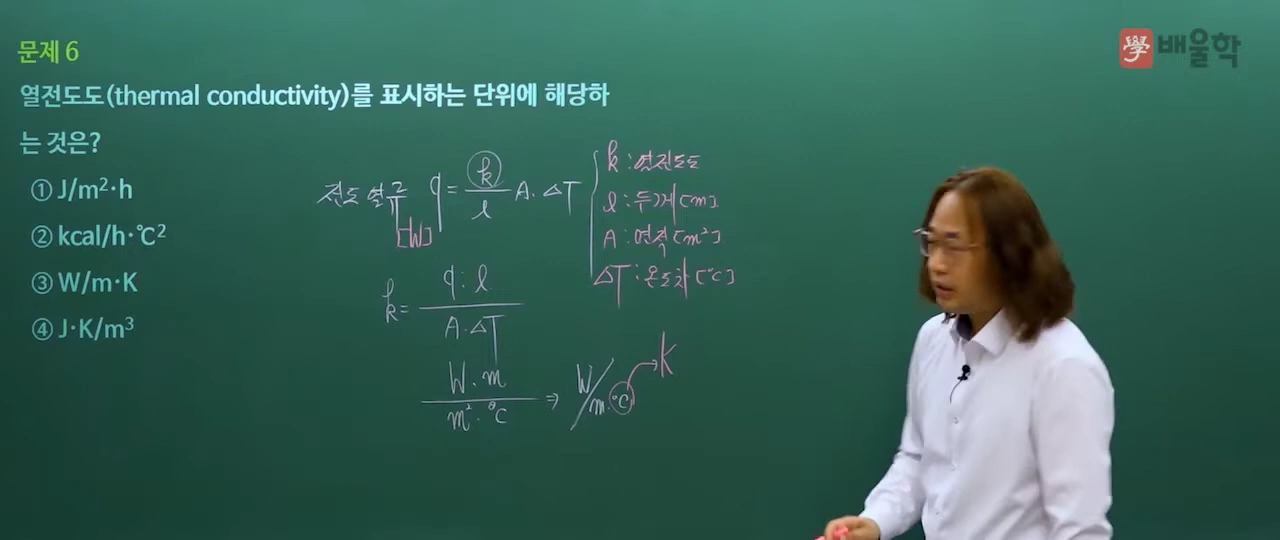 문제 6
學 배울학
열전도도(thermal conductivity)를 표시하는 단위에 해당하
는 것은?
① J/m²·h
② kcal/h·℃²
③ W/m·K
④ J·K/m³
전도 열 q = k/l A·ΔT
[W]
k : 열전도도
l : 두께 [m]
A : 면적 [m²]
ΔT : 온도차 [℃]
k = q·l / A·ΔT
W·m / m²·℃ ⇒ W/m·℃ → K